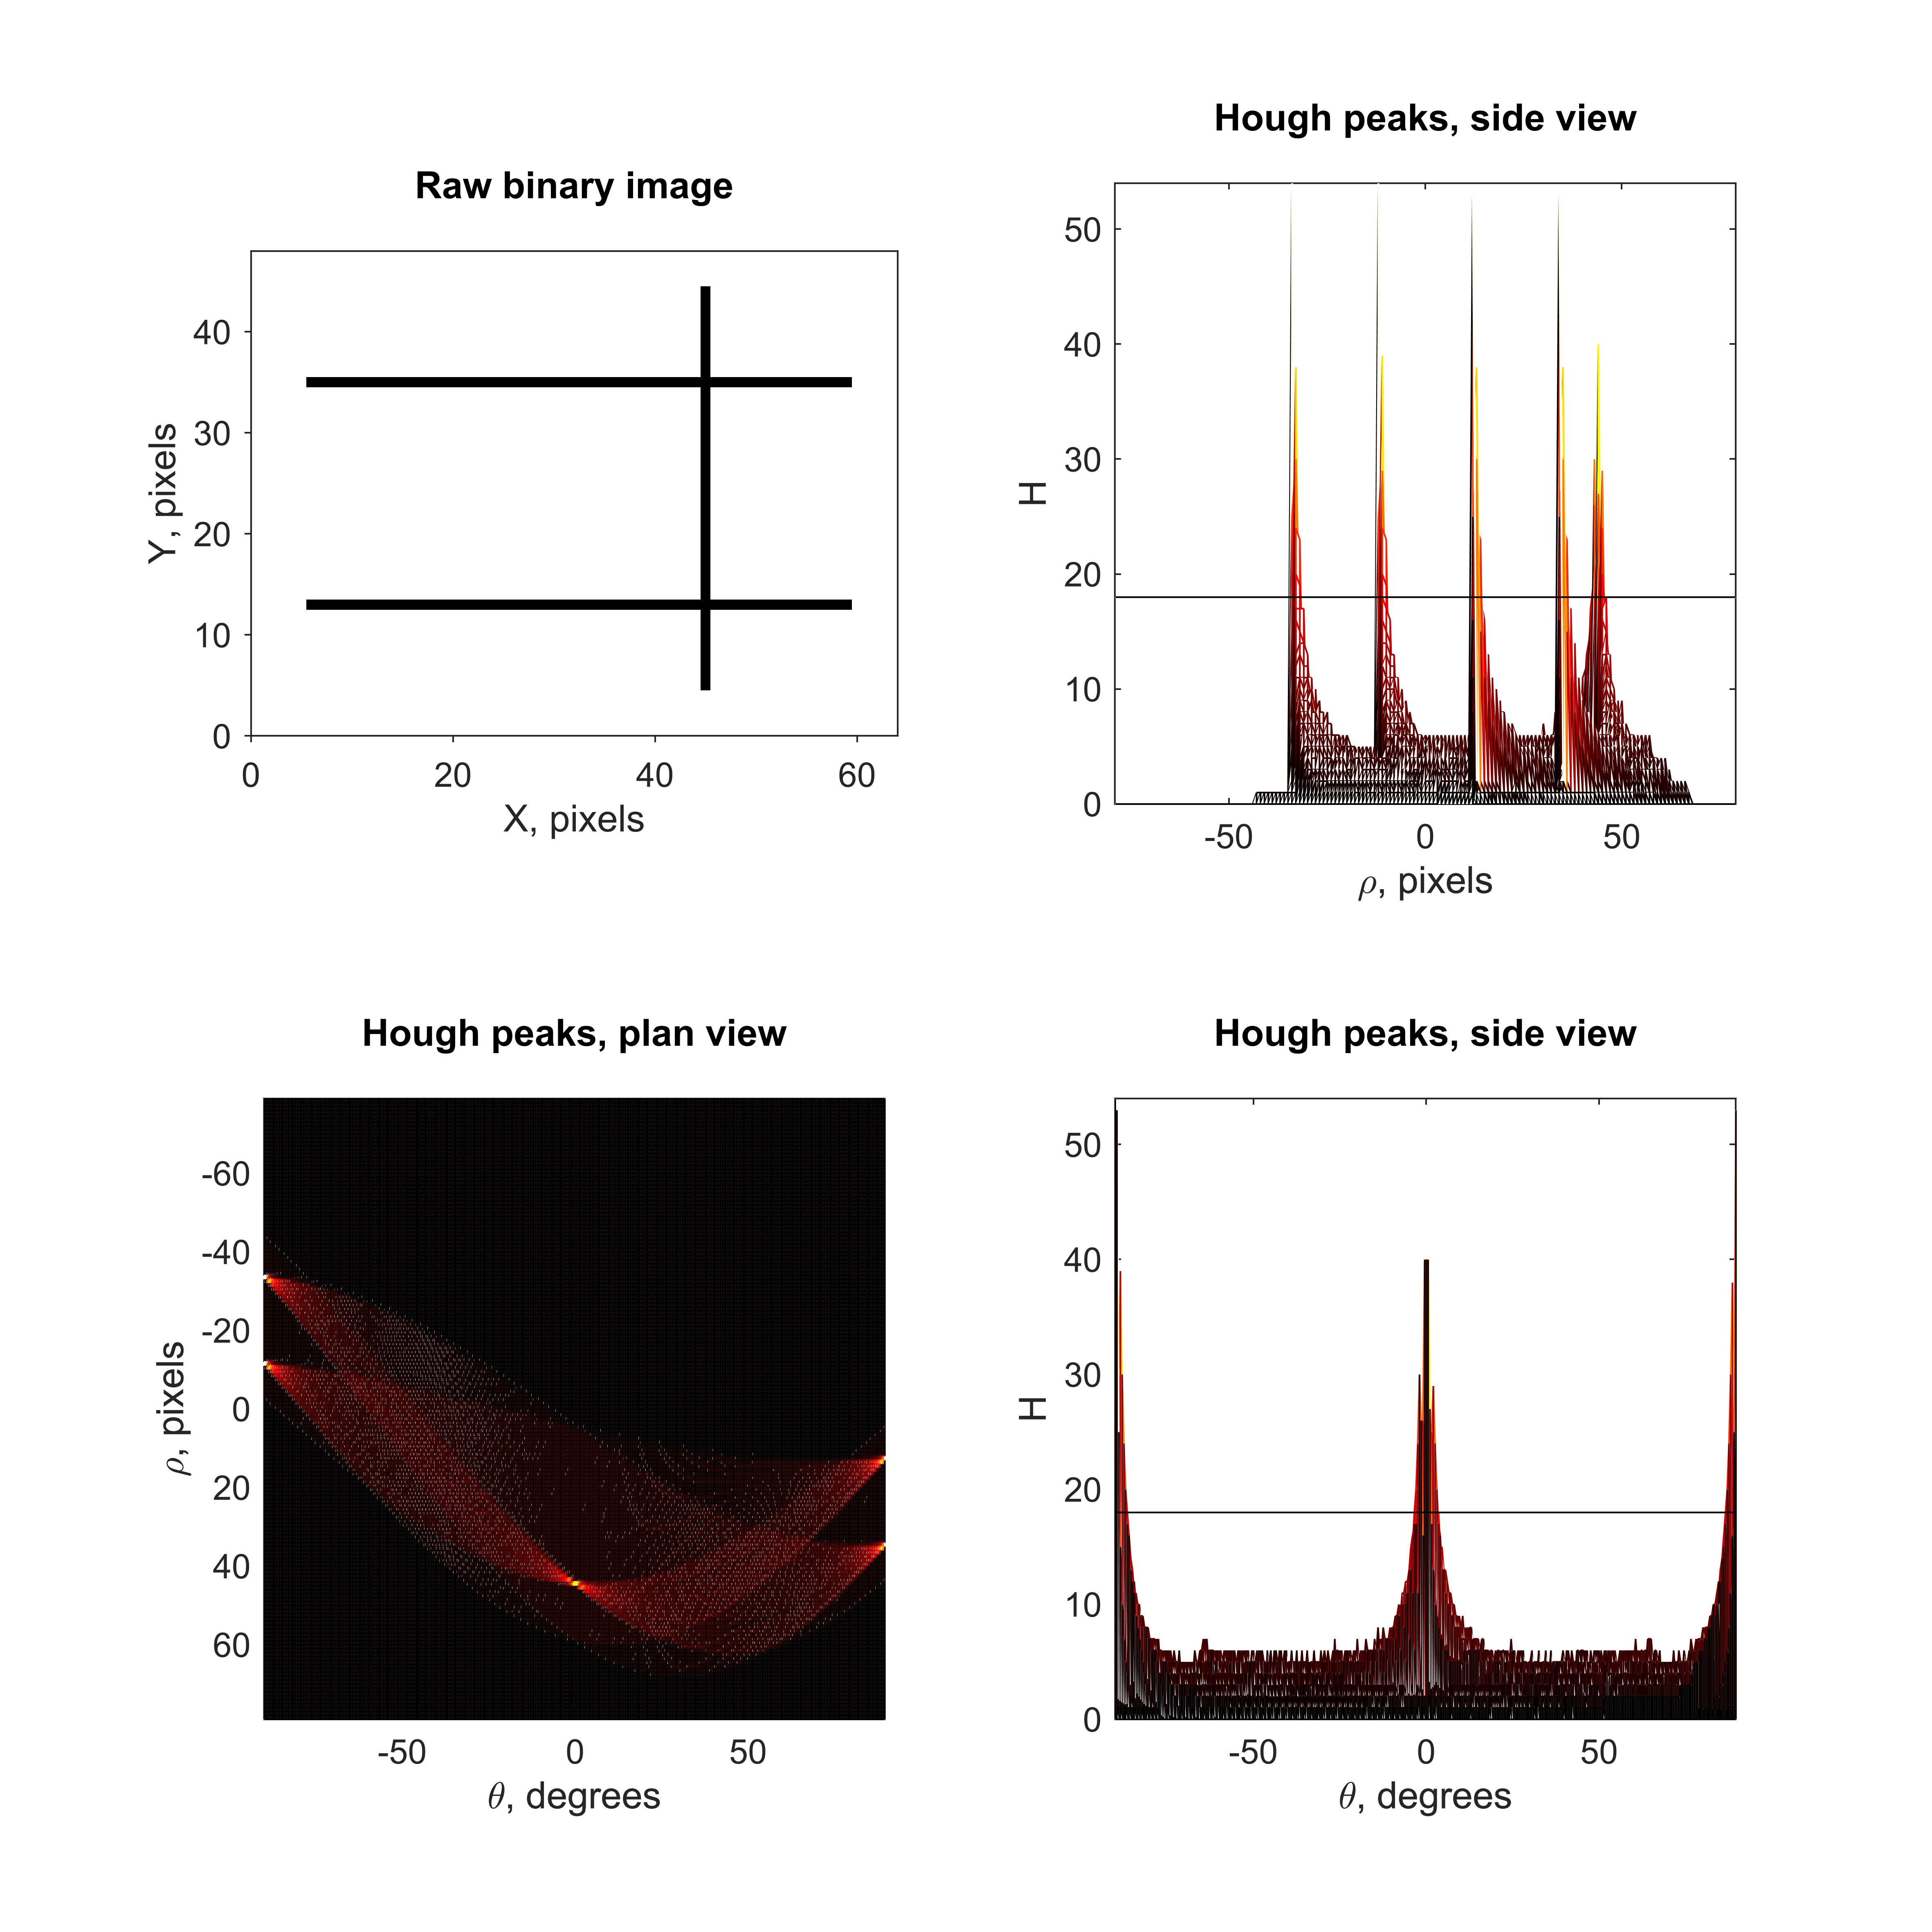 Raw binary image
Y, pixels
40
30
20
10
0
0 20 40 60
X, pixels
Hough peaks, side view
H
50
40
30
20
10
0
-50 0 50
ρ, pixels
Hough peaks, plan view
ρ, pixels
-60
-40
-20
0
20
40
60
-50 0 50
θ, degrees
Hough peaks, side view
H
50
40
30
20
10
0
-50 0 50
θ, degrees